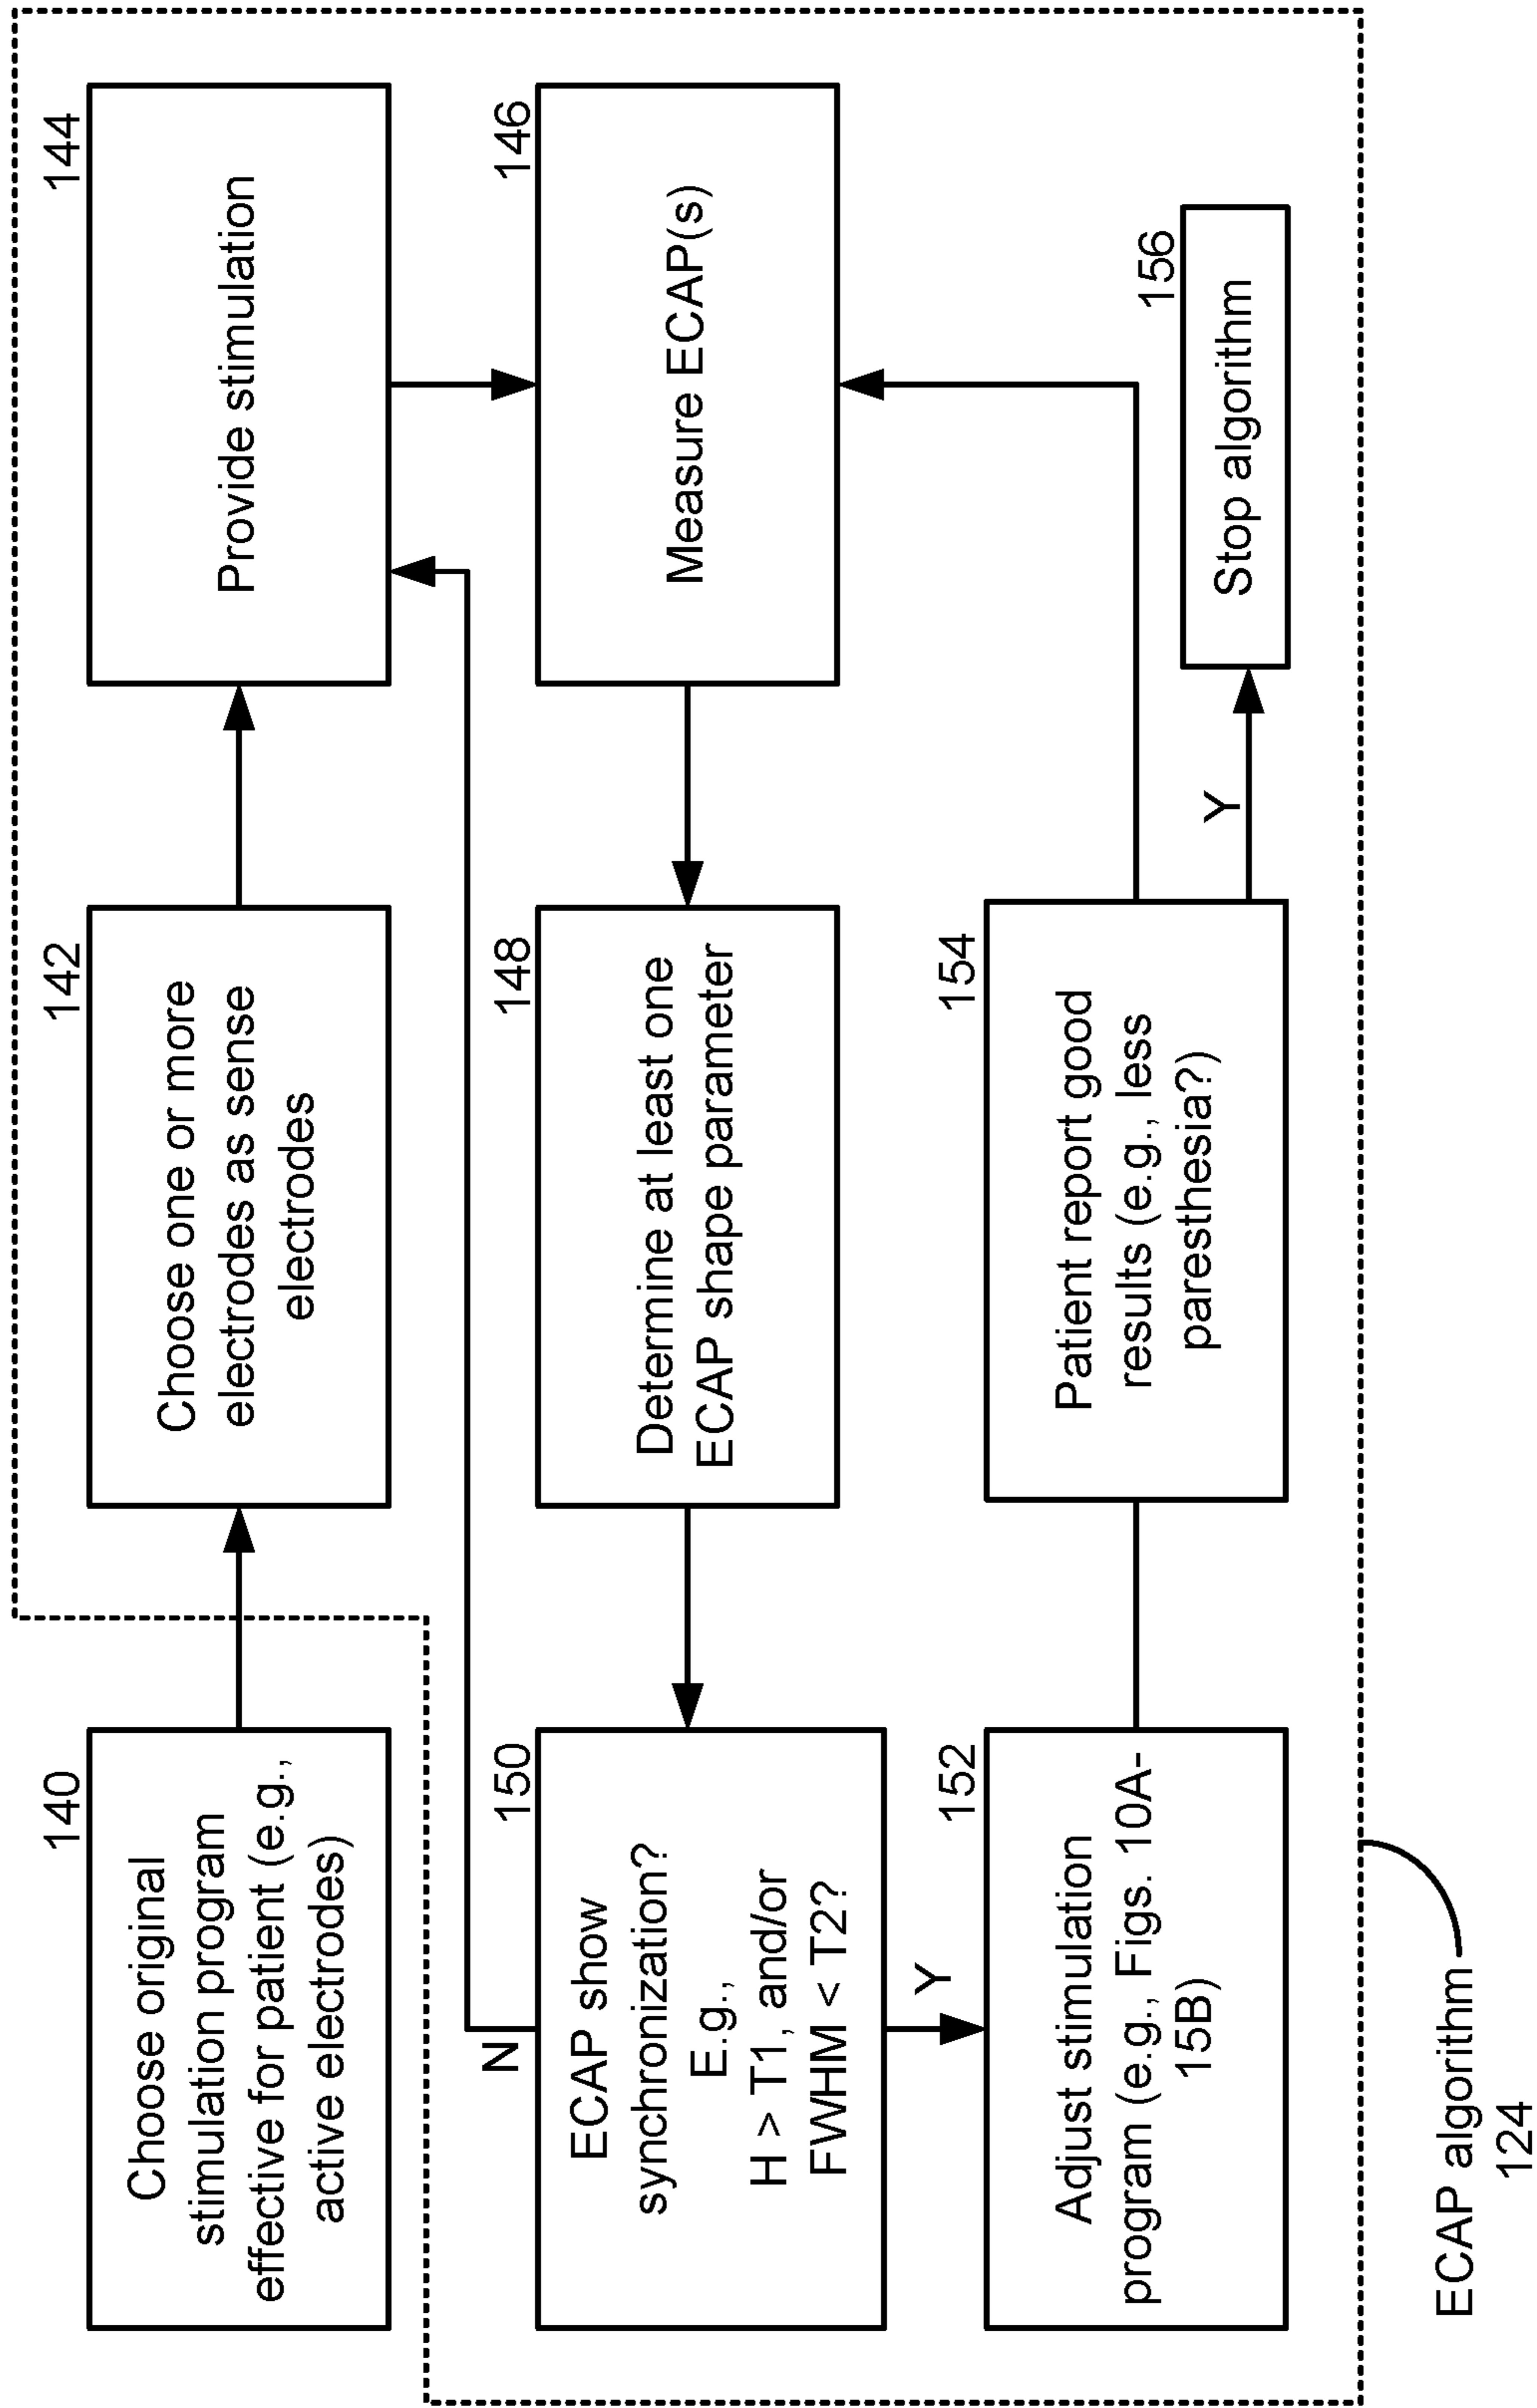 140
Choose original
stimulation program
effective for patient (e.g.,
active electrodes)
142
Choose one or more
electrodes as sense
electrodes
144
Provide stimulation
146
Measure ECAP(s)
148
Determine at least one
ECAP shape parameter
150
ECAP show
synchronization?
E.g.,
H > T1, and/or
FWHM < T2?
N
Y
152
Adjust stimulation
program (e.g., Figs. 10A-
15B)
154
Patient report good
results (e.g., less
paresthesia?)
Y
156
Stop algorithm
ECAP algorithm
124